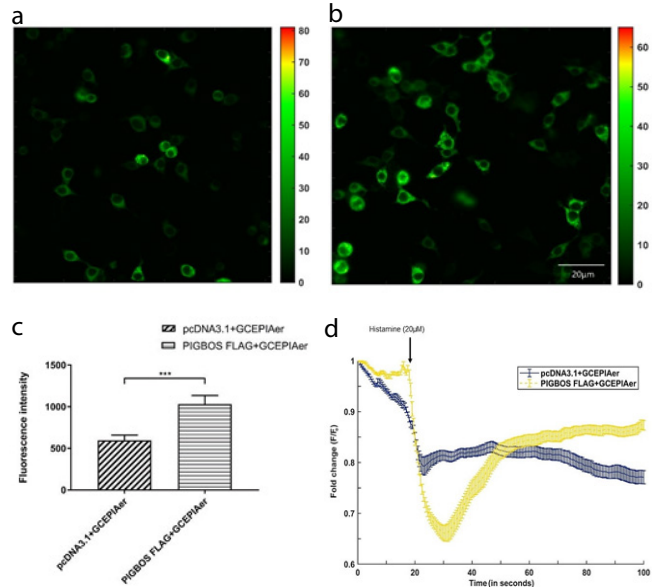 a
80
70
60
50
40
30
20
10
0
b
60
50
40
30
20
10
0
20µm
c
pcDNA3.1+GCEPIAer
PIGBOS FLAG+GCEPIAer
Fluorescence intensity
1500
1000
500
0
***
pcDNA3.1+GCEPIAer
PIGBOS FLAG+GCEPIAer
d
Histamine (20µM)
pcDNA3.1+GCEPIAer
PIGBOS FLAG+GCEPIAer
Fold change (F/Fi)
1
0.9
0.8
0.7
0.6
0
20
40
60
80
100
Time (in seconds)